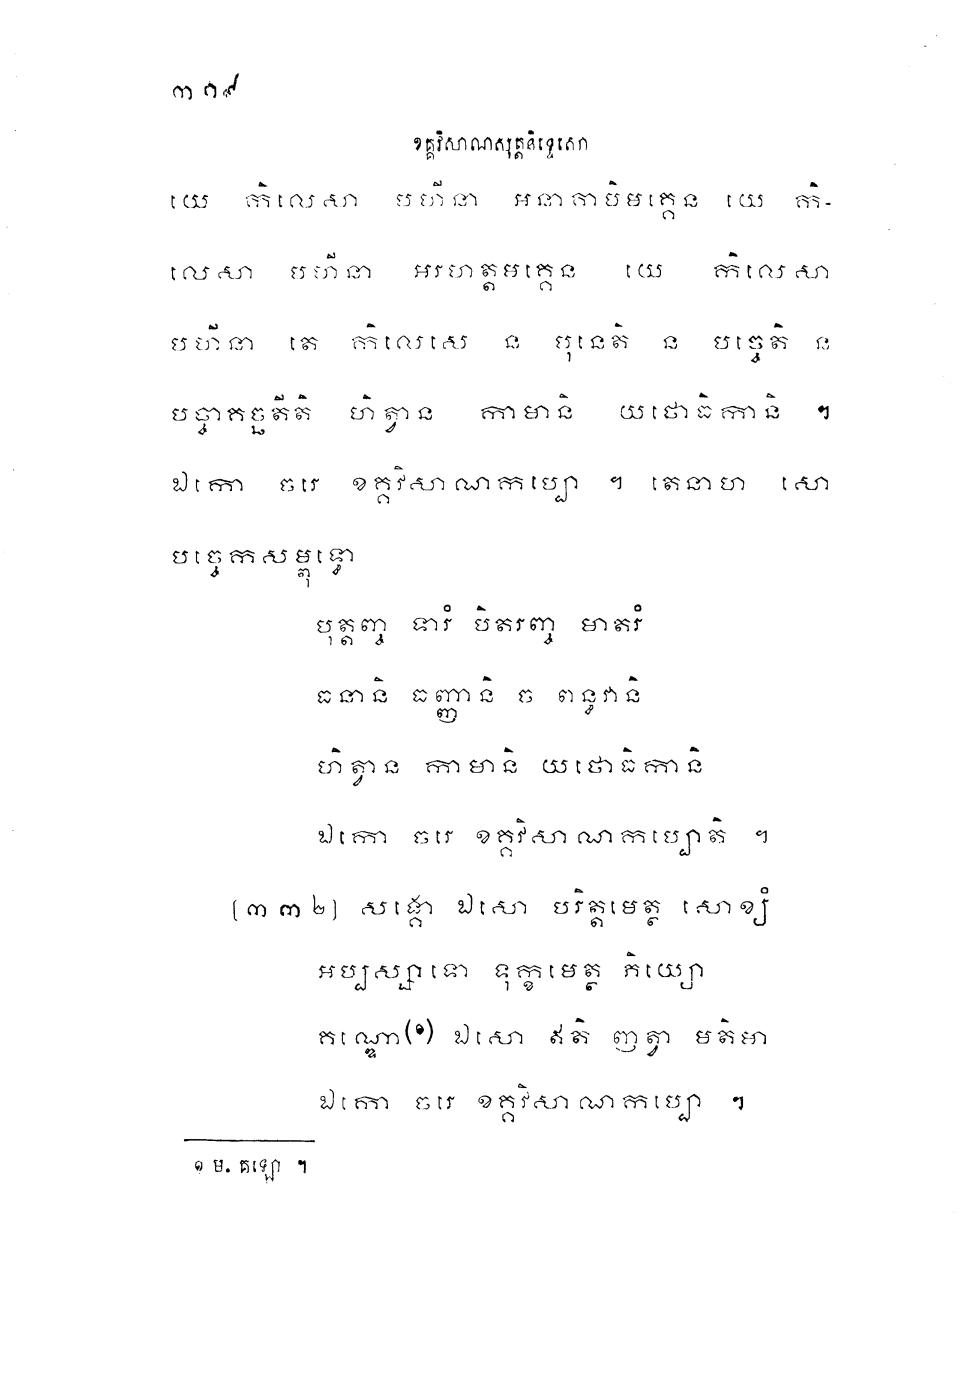 ៣១៩
ខគ្គវិសាណសុត្តនិទ្ទេសោ
យេ កិលេសា បហីនា អនាគាមិមគ្គេន យេ កិ-
លេសា បហីនា អរហត្តមគ្គេន យេ កិលេសា
បហីនា តេ កិលេសេ ន បុនេតិ ន បច្ចេតិ ន
បច្ចាគច្ឆតីតិ ហិត្វាន កាមានិ យថោធិកានិ ។
ឯកោ ចរេ ខគ្គវិសាណកប្បោ ។ តេនាហ សោ
បច្ចេកសម្ពុទ្ធោ
បុត្តញ្ច ទារំ បិតរញ្ច មាតរំ
ធនានិ ធញ្ញានិ ច ពន្ធវានិ
ហិត្វាន កាមានិ យថោធិកានិ
ឯកោ ចរេ ខគ្គវិសាណកប្បោតិ ។
(៣៣២) សង្គោ ឯសោ បរិត្តមេត្ថ សោខ្យំ
អប្បស្សាទោ ទុក្ខមេត្ថ ភិយ្យោ
គណ្ឌោ(១) ឯសោ ឥតិ ញត្វា មតិមា
ឯកោ ចរេ ខគ្គវិសាណកប្បោ ។
១ ម. គឡោ ។